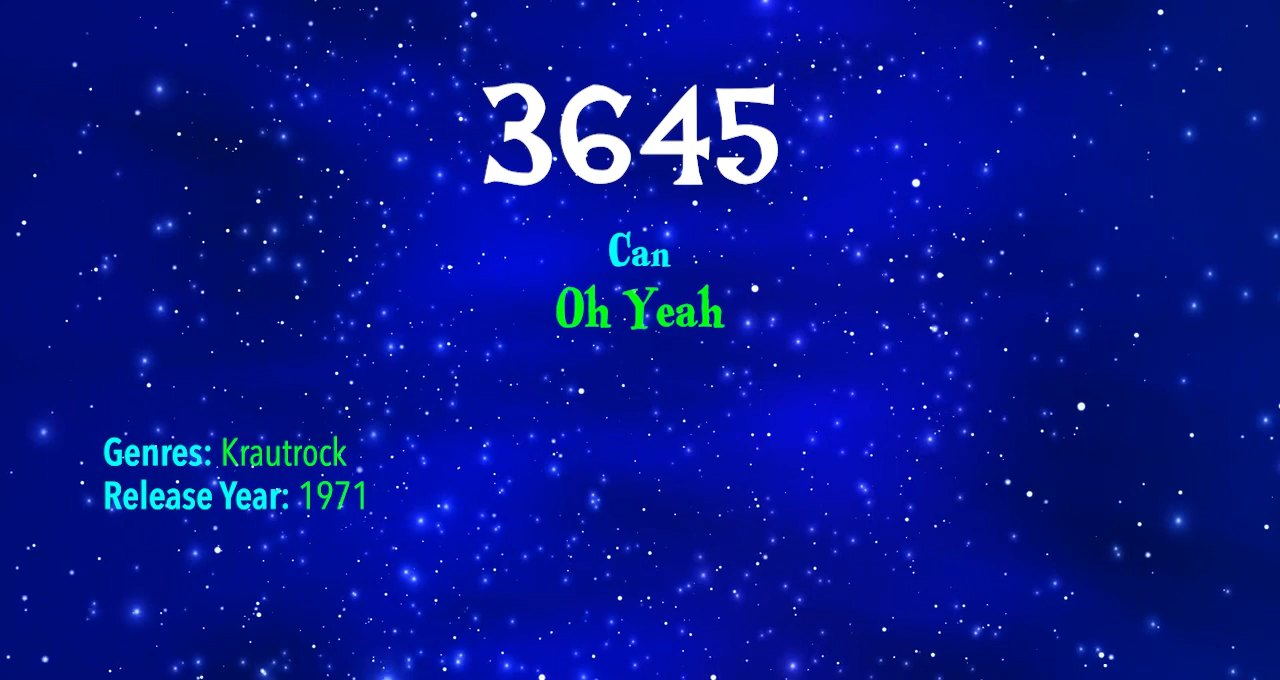 3645
Can
Oh Yeah
Genres: Krautrock
Release Year: 1971